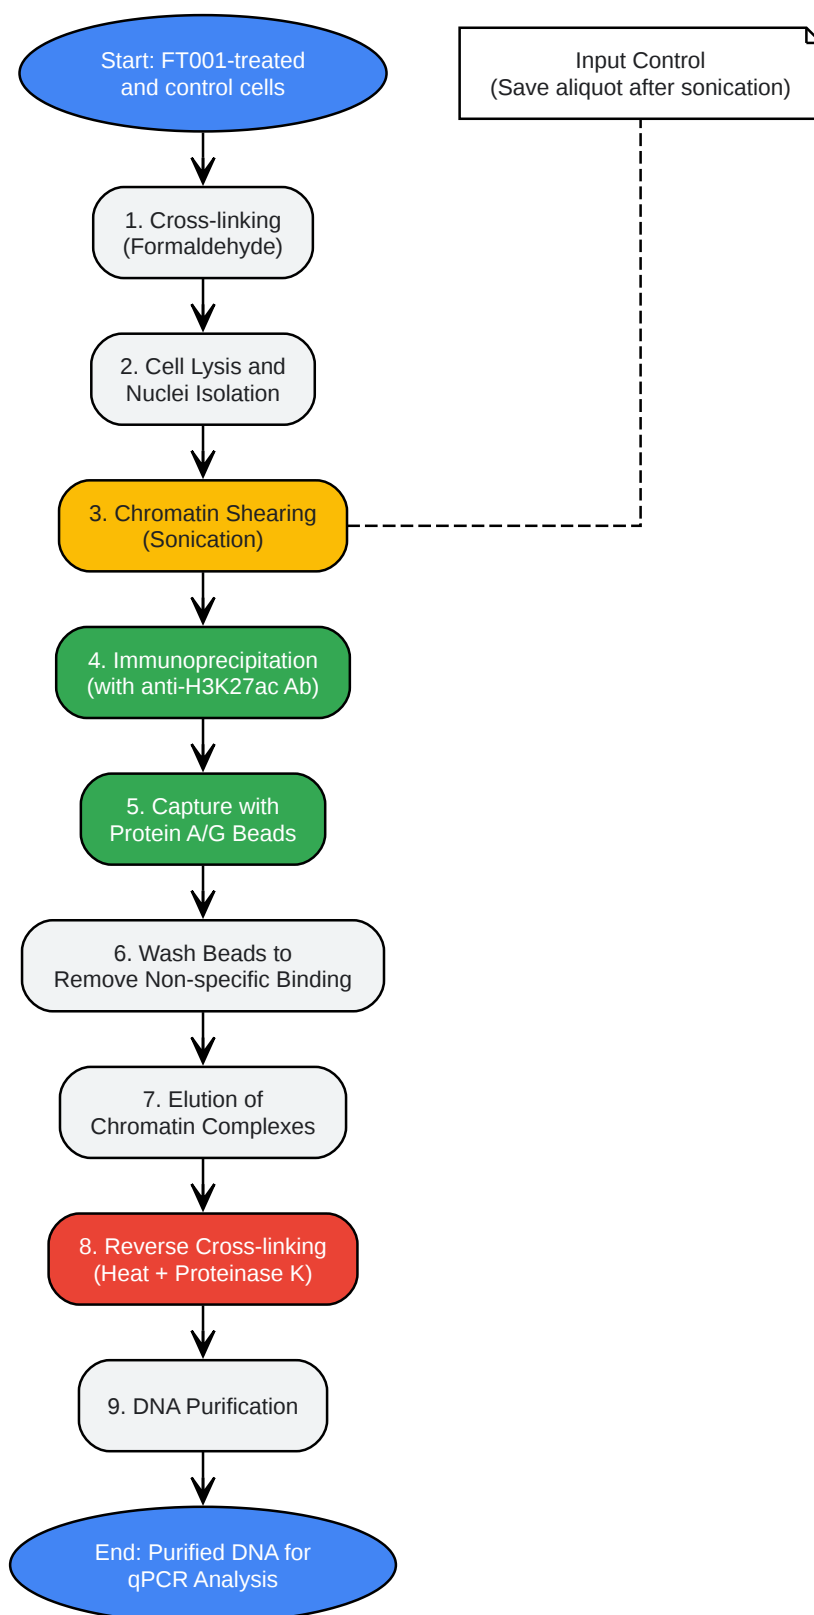 Start: FT001-treated
and control cells
Input Control
(Save aliquot after sonication)
1. Cross-linking
(Formaldehyde)
2. Cell Lysis and
Nuclei Isolation
3. Chromatin Shearing
(Sonication)
4. Immunoprecipitation
(with anti-H3K27ac Ab)
5. Capture with
Protein A/G Beads
6. Wash Beads to
Remove Non-specific Binding
7. Elution of
Chromatin Complexes
8. Reverse Cross-linking
(Heat + Proteinase K)
9. DNA Purification
End: Purified DNA for
qPCR Analysis